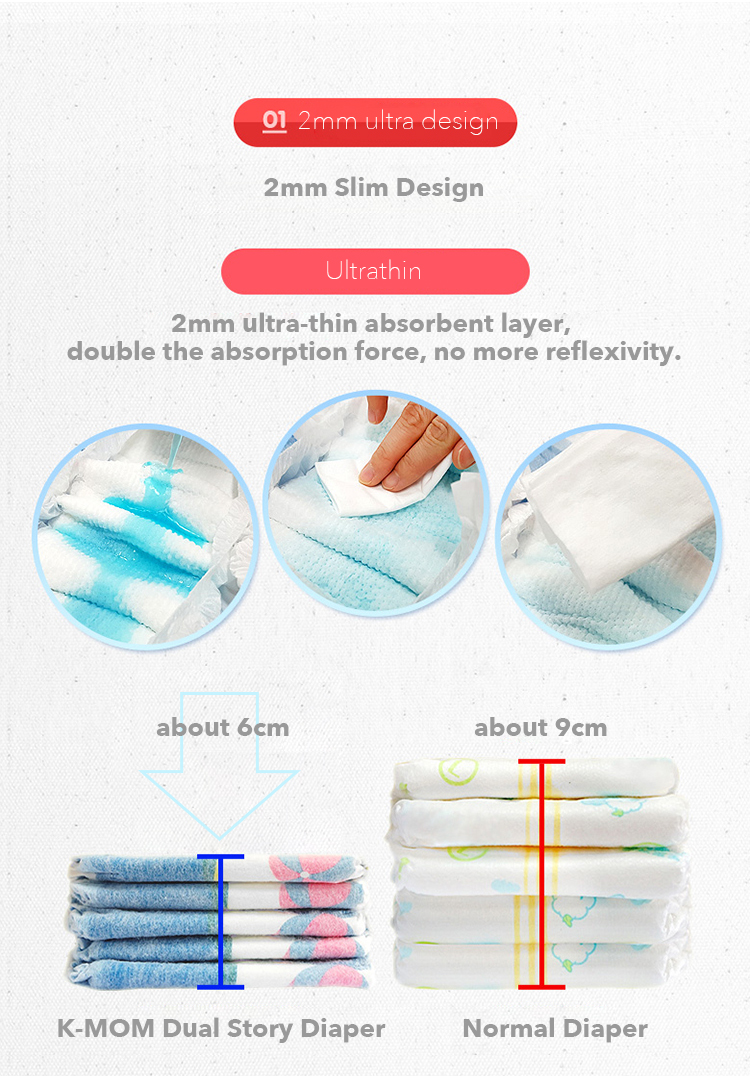 01 2mm ultra design
2mm Slim Design
Ultrathin
2mm ultra-thin absorbent layer,
double the absorption force, no more reflexivity.
about 6cm
about 9cm
K-MOM Dual Story Diaper
Normal Diaper